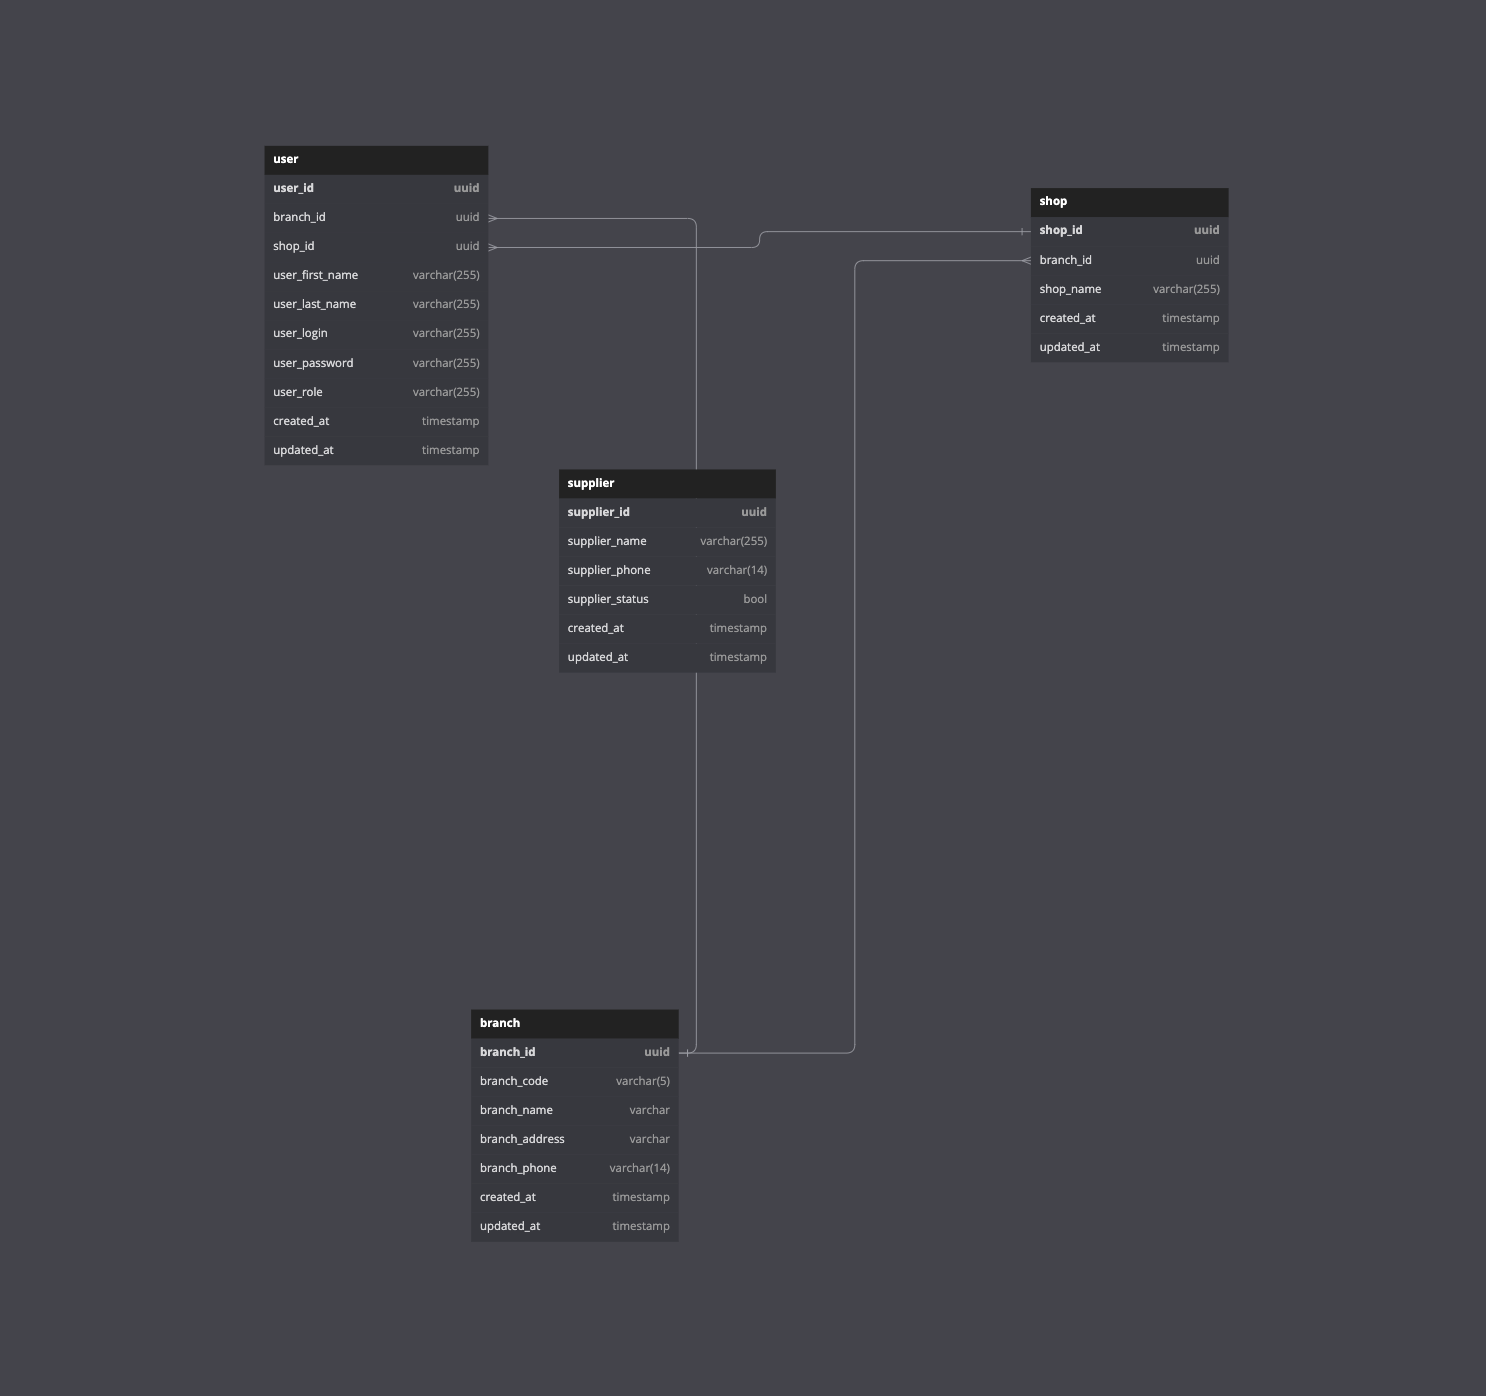 user
user_id uuid
branch_id uuid
shop_id uuid
user_first_name varchar(255)
user_last_name varchar(255)
user_login varchar(255)
user_password varchar(255)
user_role varchar(255)
created_at timestamp
updated_at timestamp
shop
shop_id uuid
branch_id uuid
shop_name varchar(255)
created_at timestamp
updated_at timestamp
supplier
supplier_id uuid
supplier_name varchar(255)
supplier_phone varchar(14)
supplier_status bool
created_at timestamp
updated_at timestamp
branch
branch_id uuid
branch_code varchar(5)
branch_name varchar
branch_address varchar
branch_phone varchar(14)
created_at timestamp
updated_at timestamp